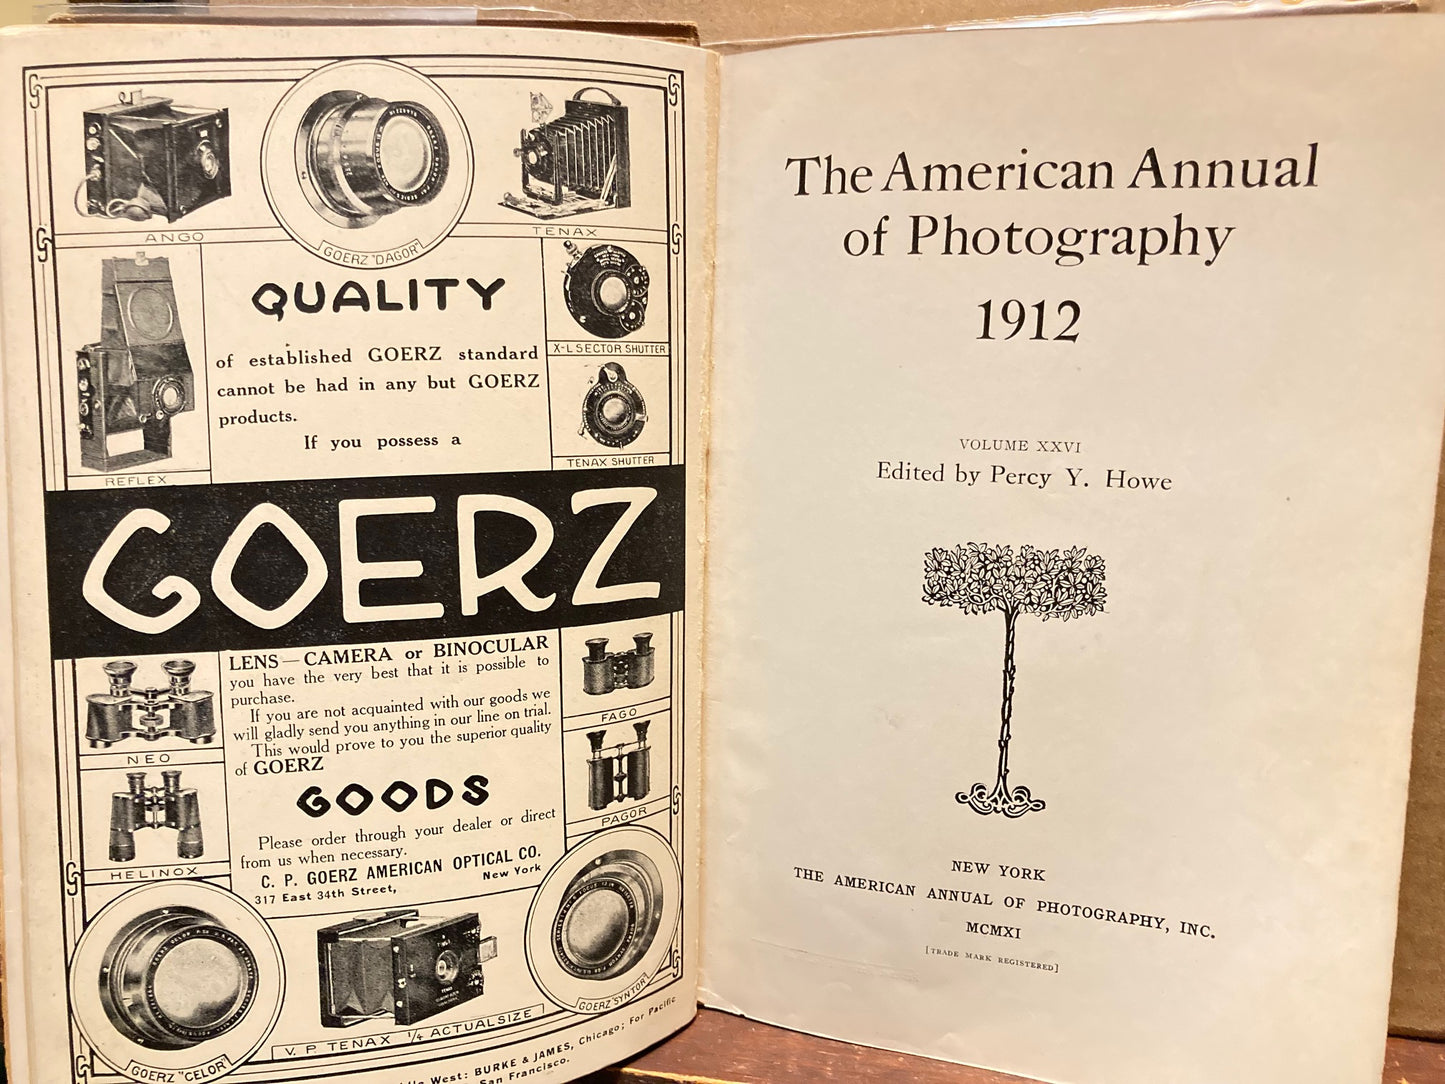 ANGO
GOERZ "DAGOR"
TENAX
QUALITY
of established GOERZ standard
cannot be had in any but GOERZ
products.
If you possess a
X-L SECTOR SHUTTER
TENAX SHUTTER
REFLEX
GOERZ
LENS—CAMERA or BINOCULAR
you have the very best that it is possible to
purchase.
If you are not acquainted with our goods we
will gladly send you anything in our line on trial.
This would prove to you the superior quality
of GOERZ
GOODS
Please order through your dealer or direct
from us when necessary.
C. P. GOERZ AMERICAN OPTICAL CO.
317 East 34th Street, New York
NEO
HELINOX
FAGO
PAGOR
GOERZ "CELOR"
V. P. TENAX 1/4 ACTUAL SIZE
GOERZ "SYNTOR"
West: BURKE & JAMES, Chicago; For Pacific
San Francisco.
The American Annual
of Photography
1912
VOLUME XXVI
Edited by Percy Y. Howe
NEW YORK
THE AMERICAN ANNUAL OF PHOTOGRAPHY, INC.
MCMXI
[TRADE MARK REGISTERED]